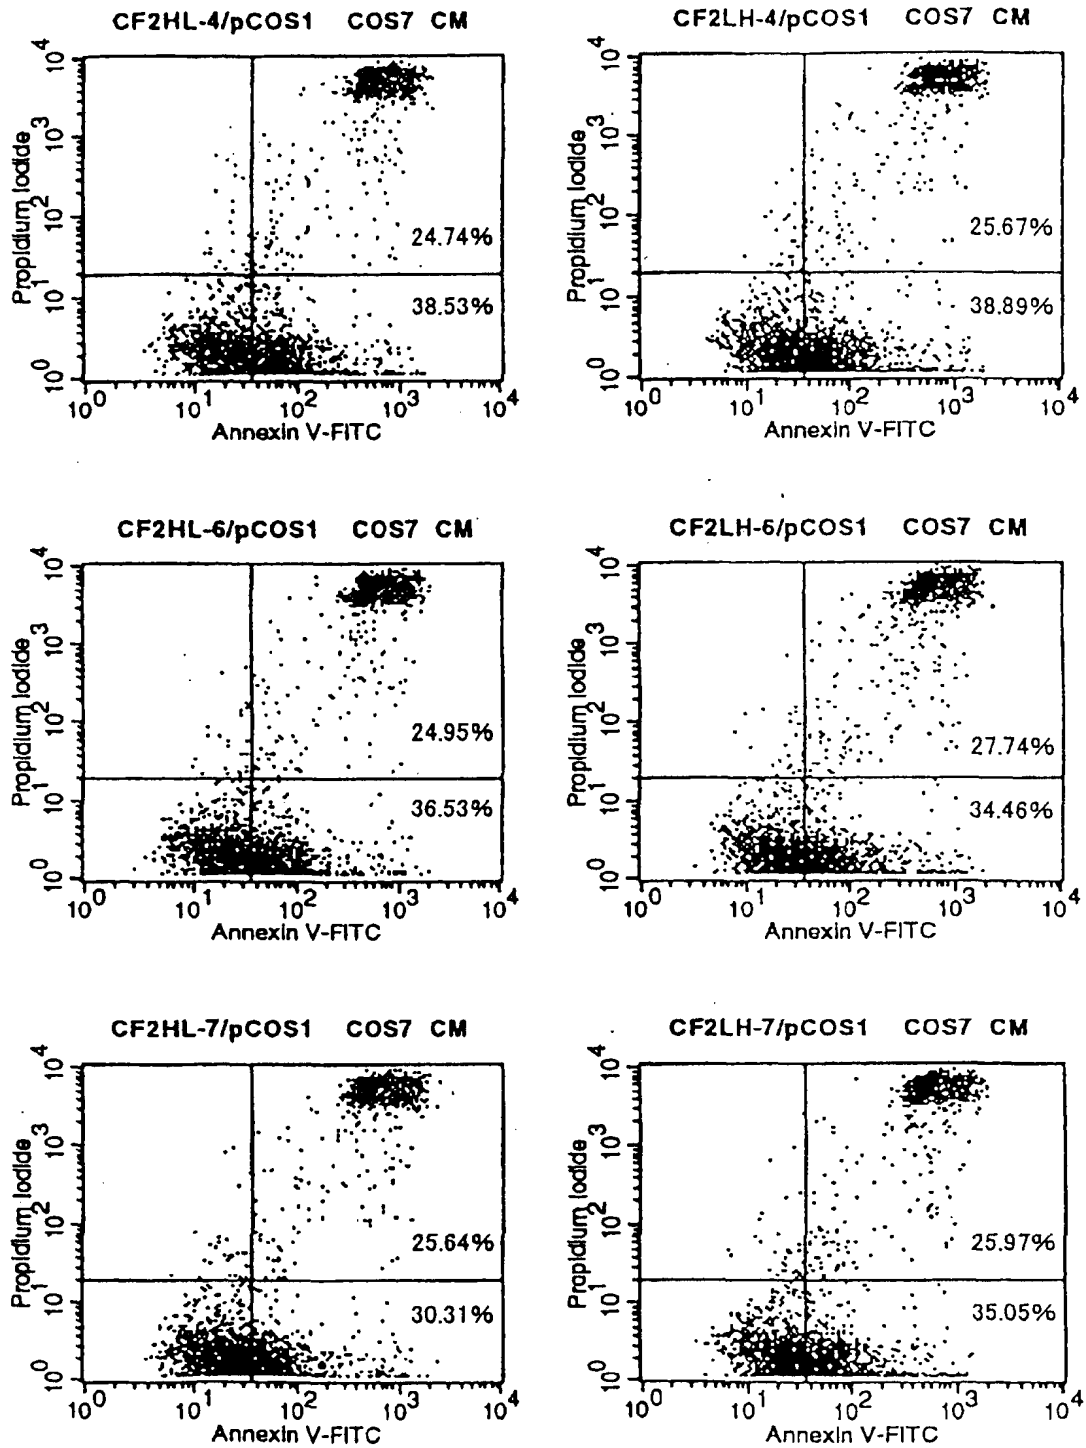 CF2HL-4/pCOS1 COS7 CM
10^4
10^3
10^2
10^1
10^0
Propidium Iodide
24.74%
38.53%
10^0 10^1 10^2 10^3 10^4
Annexin V-FITC
CF2LH-4/pCOS1 COS7 CM
10^4
10^3
10^2
10^1
10^0
Propidium Iodide
25.67%
38.89%
10^0 10^1 10^2 10^3 10^4
Annexin V-FITC
CF2HL-6/pCOS1 COS7 CM
10^4
10^3
10^2
10^1
10^0
Propidium Iodide
24.95%
36.53%
10^0 10^1 10^2 10^3 10^4
Annexin V-FITC
CF2LH-6/pCOS1 COS7 CM
10^4
10^3
10^2
10^1
10^0
Propidium Iodide
27.74%
34.46%
10^0 10^1 10^2 10^3 10^4
Annexin V-FITC
CF2HL-7/pCOS1 COS7 CM
10^4
10^3
10^2
10^1
10^0
Propidium Iodide
25.64%
30.31%
10^0 10^1 10^2 10^3 10^4
Annexin V-FITC
CF2LH-7/pCOS1 COS7 CM
10^4
10^3
10^2
10^1
10^0
Propidium Iodide
25.97%
35.05%
10^0 10^1 10^2 10^3 10^4
Annexin V-FITC